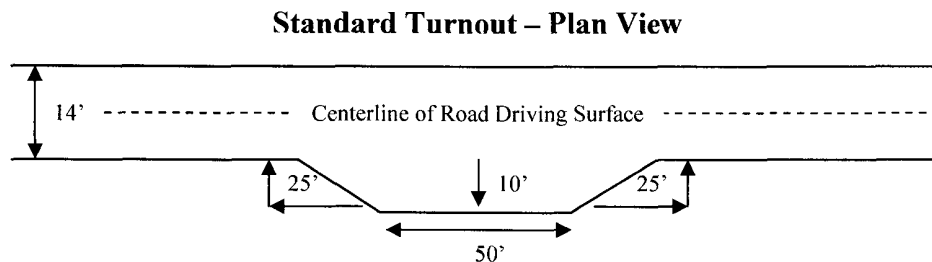 Standard Turnout – Plan View
14’
Centerline of Road Driving Surface
25’
10’
25’
50’